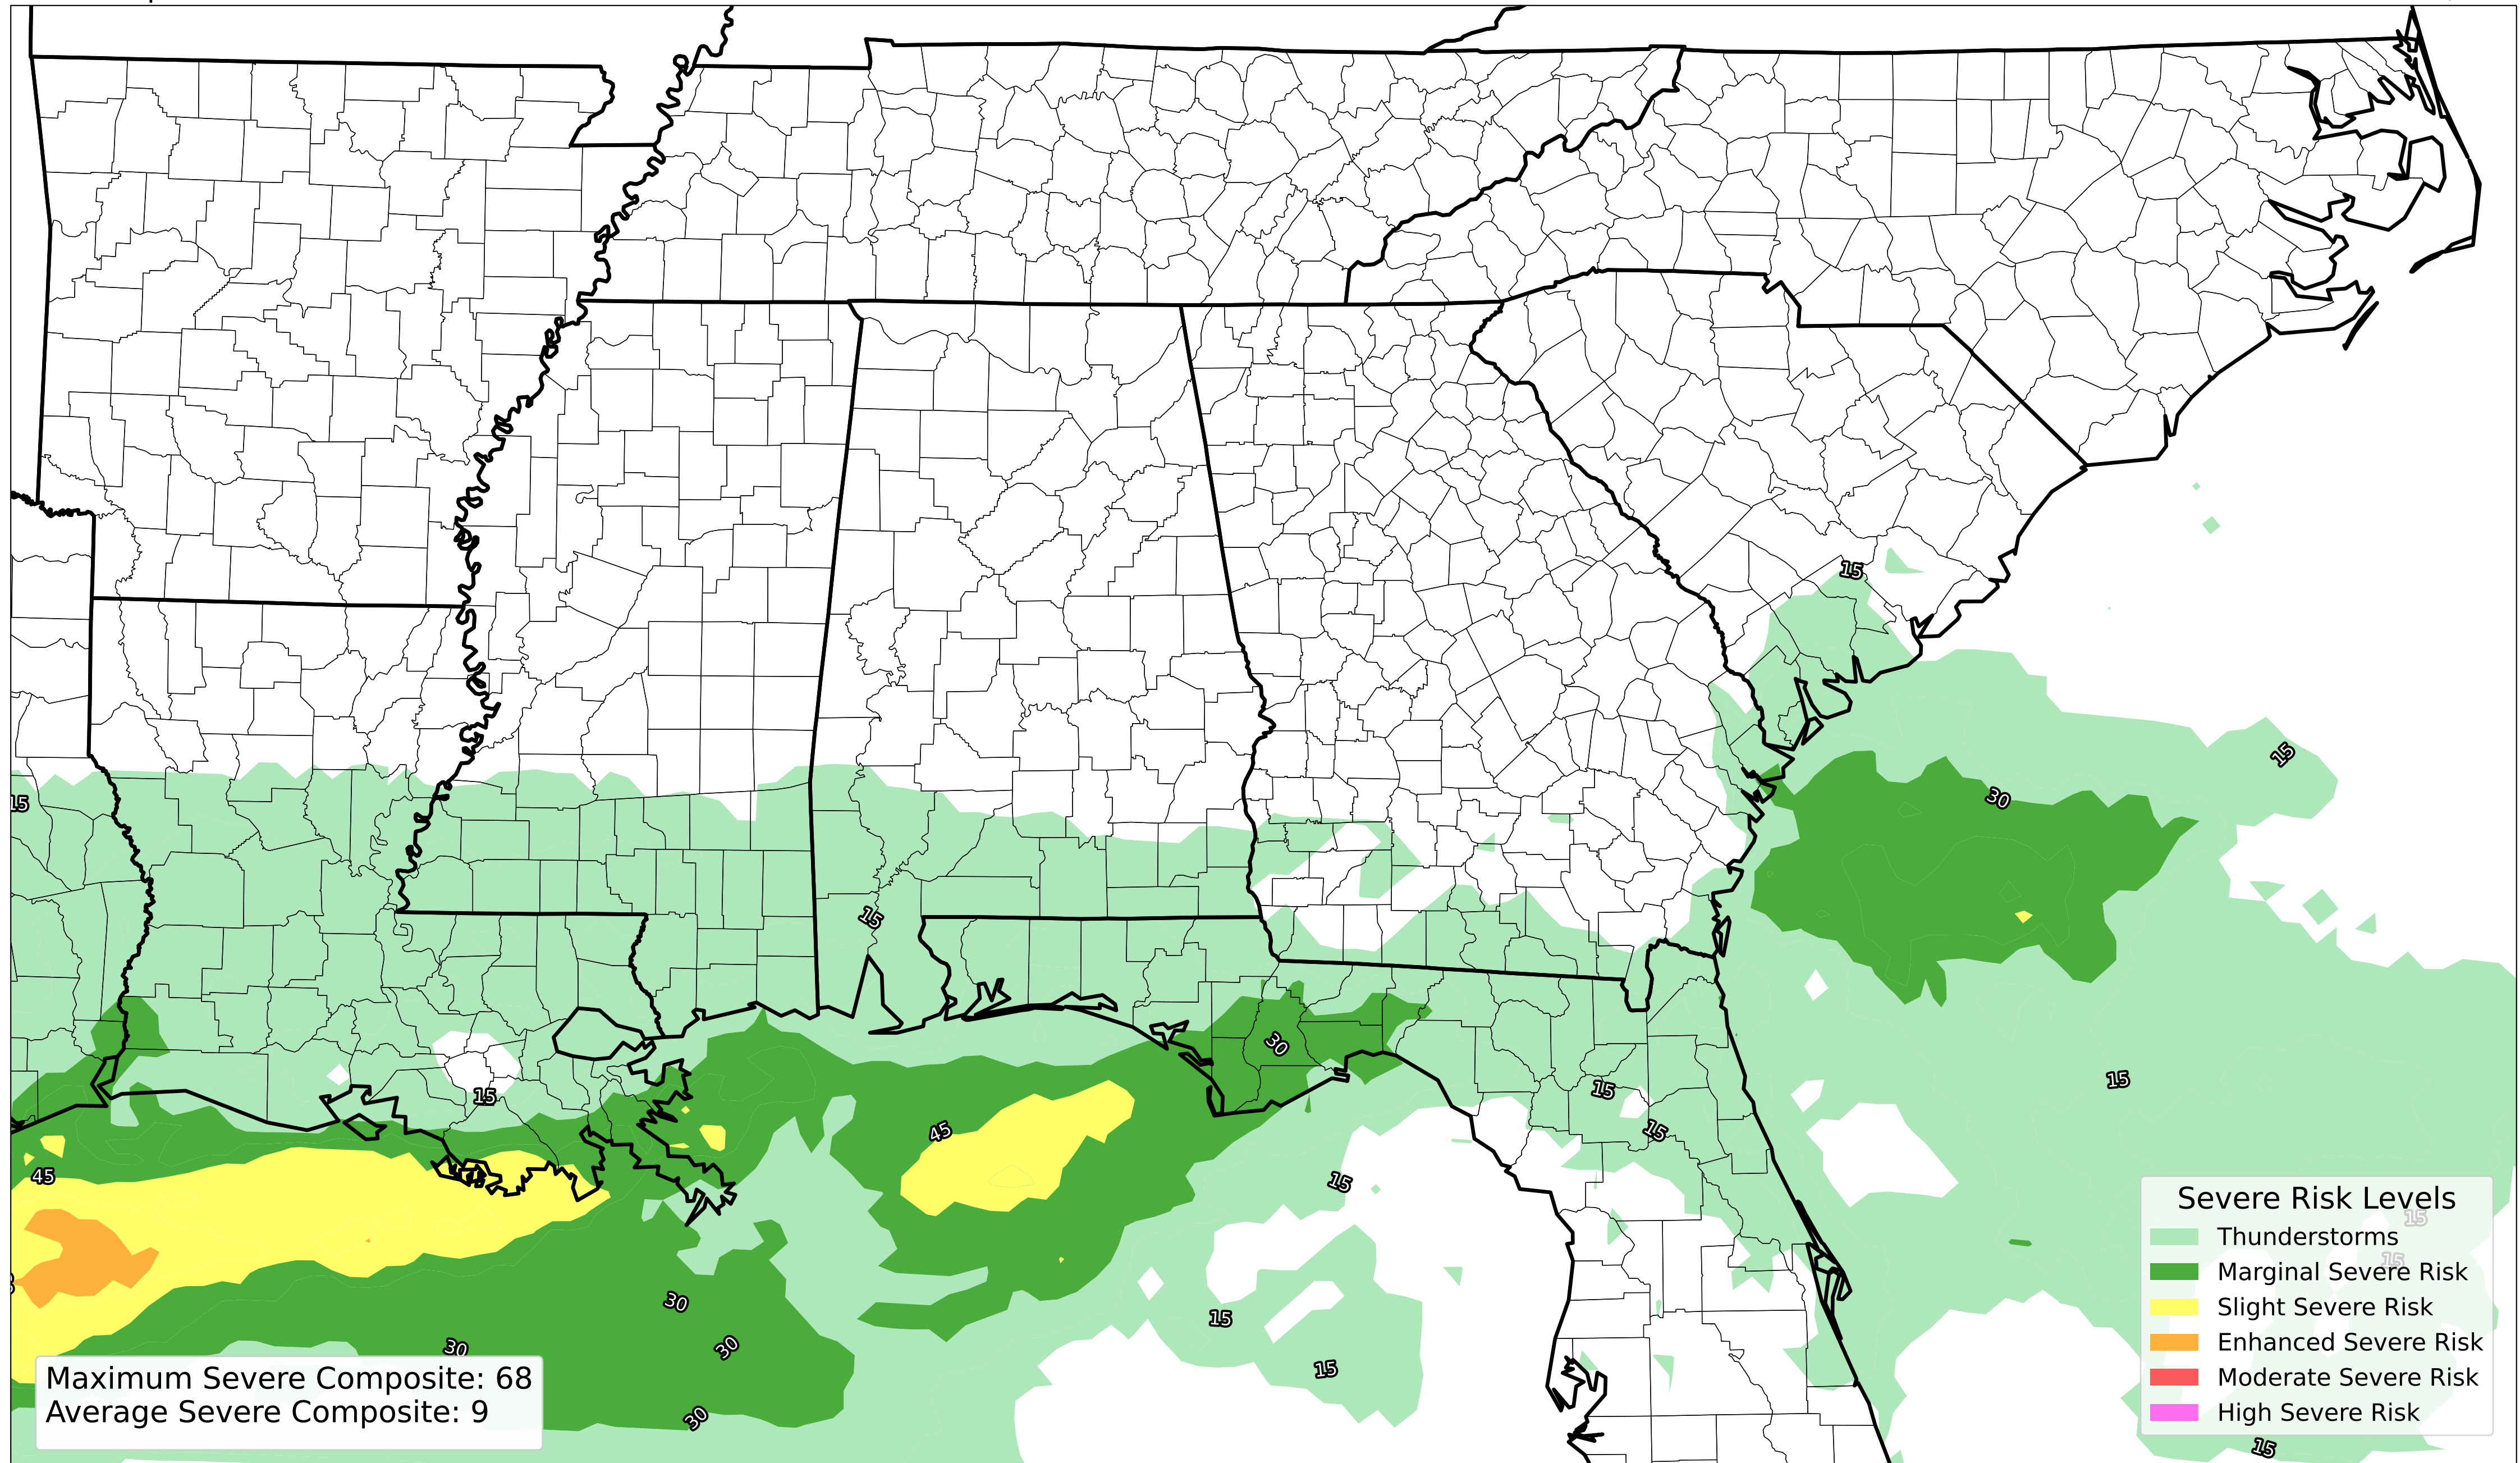 15
15
30
15
15
30
15
15
15
45
15
45
15
15
30
15
30
30
15
30
15
Severe Risk Levels
Thunderstorms
Marginal Severe Risk
Slight Severe Risk
Enhanced Severe Risk
Moderate Severe Risk
High Severe Risk
Maximum Severe Composite: 68
Average Severe Composite: 9
15